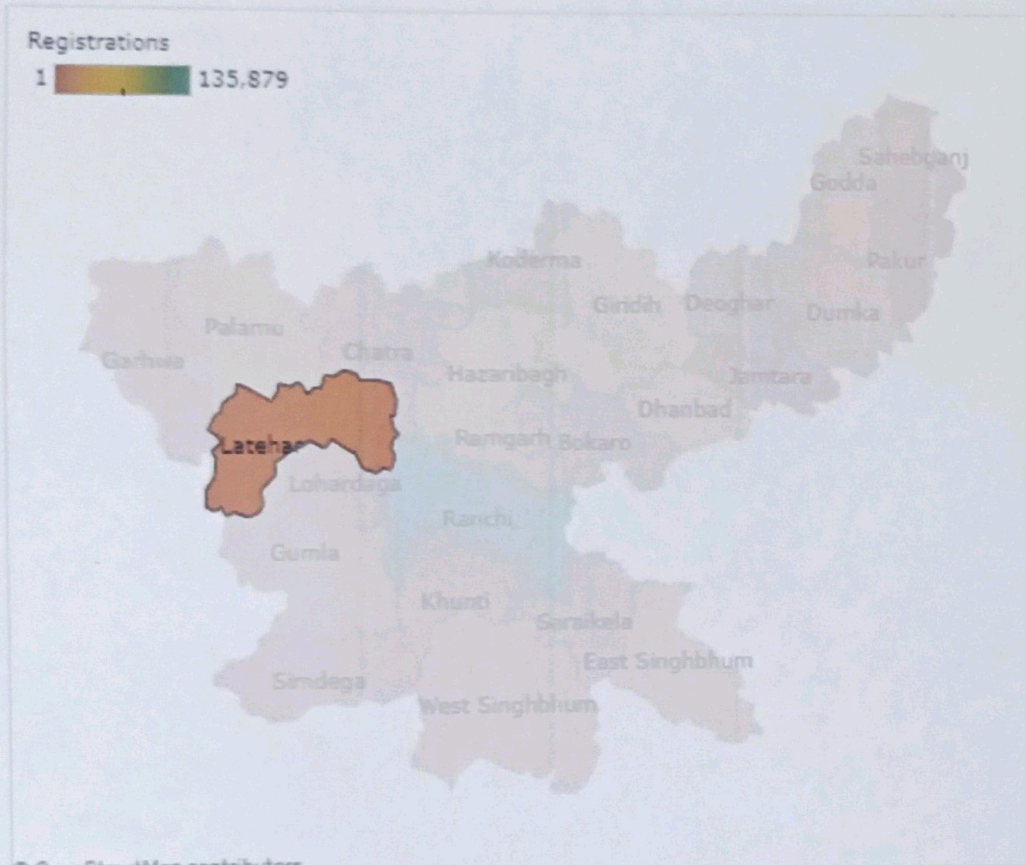 Registrations
1 135,879
Sahebganj
Godda
Koderma
Pakur
Giridih
Deoghar
Dumka
Palamu
Chatra
Garhwa
Hazaribagh
Jamtara
Dhanbad
Latehar
Ramgarh
Bokaro
Lohardaga
Ranchi
Gumla
Khunti
Saraikela
East Singhbhum
Simdega
West Singhbhum